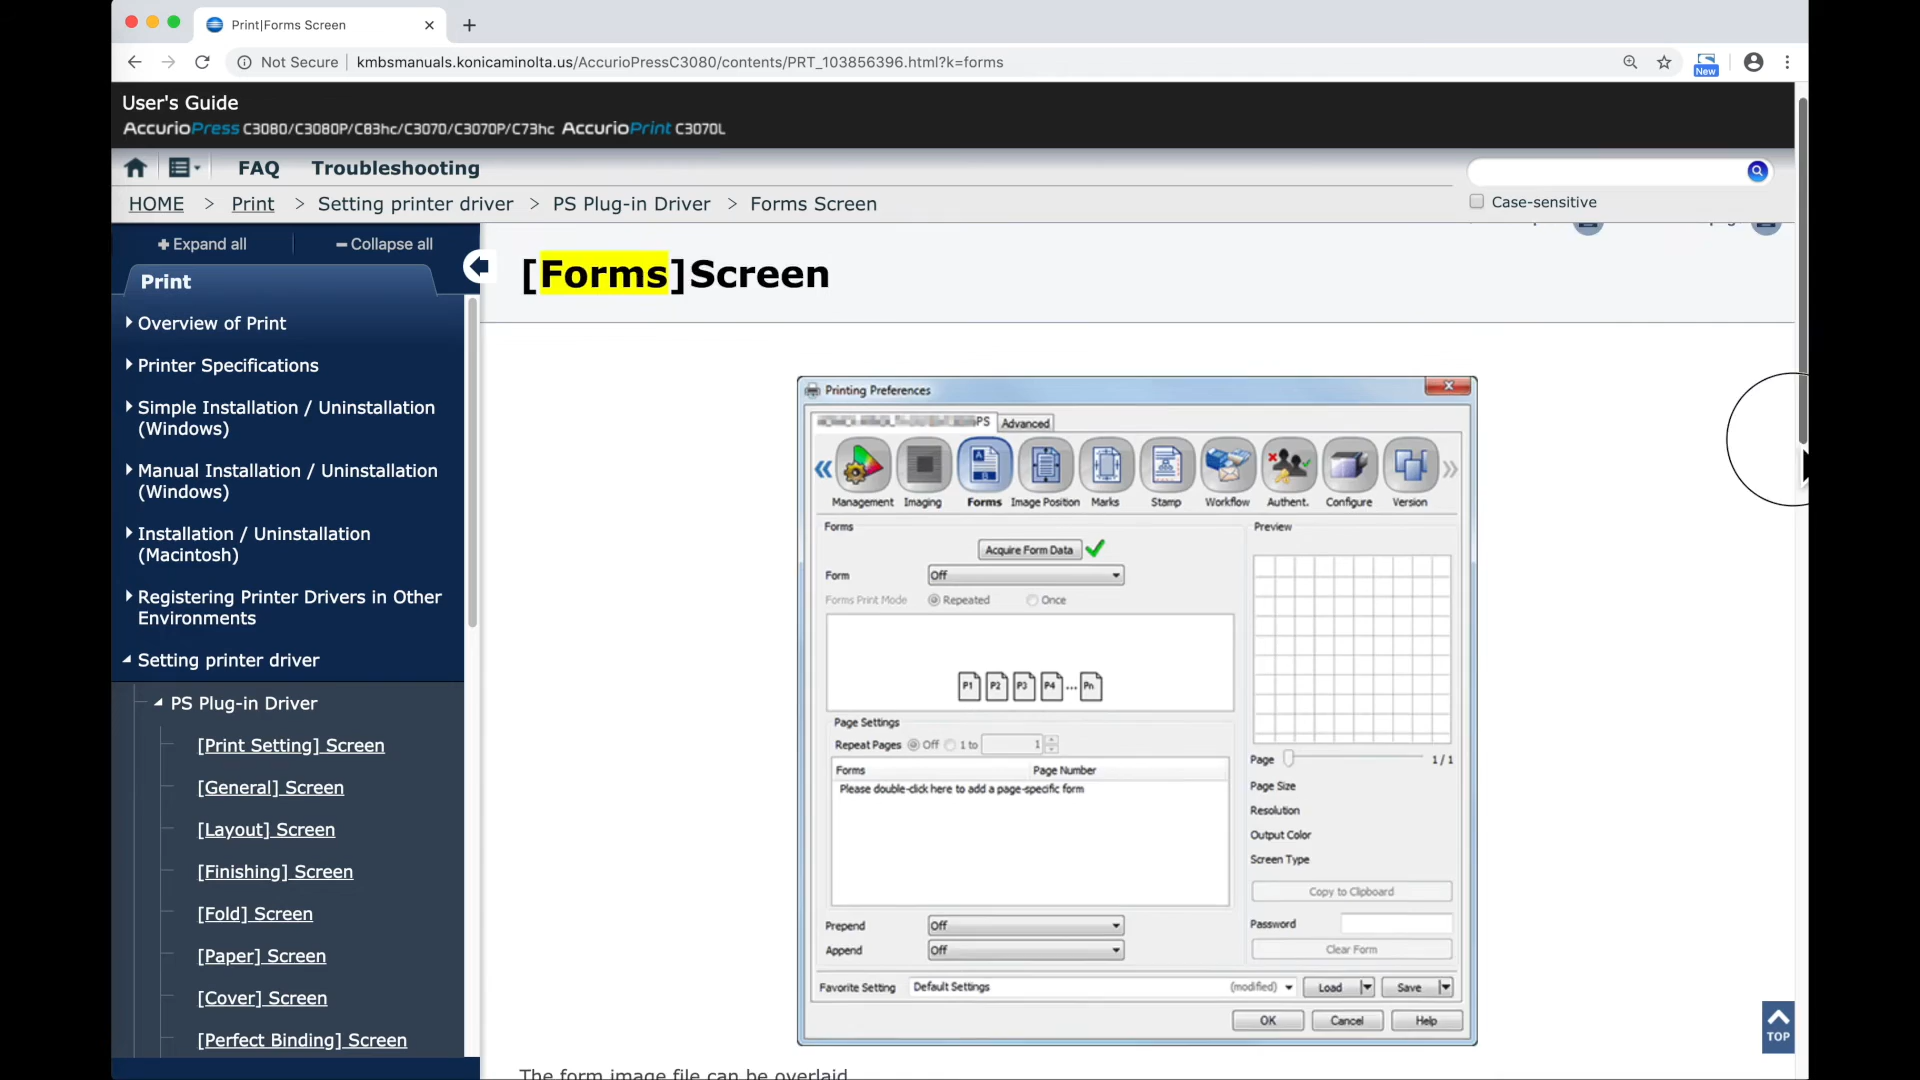 Print|Forms Screen
Not Secure
kmbsmanuals.konicaminolta.us/AccurioPressC3080/contents/PRT_103856396.html?k=forms
New
User's Guide
AccurioPress C3080/C3080P/C83hc/C3070/C3070P/C73hc AccurioPrint C3070L
FAQ Troubleshooting
HOME > Print > Setting printer driver > PS Plug-in Driver > Forms Screen
Case-sensitive
Expand all
Collapse all
Print
Overview of Print
Printer Specifications
Simple Installation / Uninstallation
(Windows)
Manual Installation / Uninstallation
(Windows)
Installation / Uninstallation
(Macintosh)
Registering Printer Drivers in Other
Environments
Setting printer driver
PS Plug-in Driver
[Print Setting] Screen
[General] Screen
[Layout] Screen
[Finishing] Screen
[Fold] Screen
[Paper] Screen
[Cover] Screen
[Perfect Binding] Screen
[Forms]Screen
Printing Preferences
PS Advanced
Management Imaging Forms Image Position Marks Stamp Workflow Authent. Configure Version
Forms
Acquire Form Data
Form Off
Forms Print Mode Repeated Once
P1 P2 P3 P4 ... Pn
Page Settings
Repeat Pages Off 1 to 1
Forms Page Number
Please double-click here to add a page-specific form
Prepend Off
Append Off
Preview
Page 1/1
Page Size
Resolution
Output Color
Screen Type
Copy to Clipboard
Password
Clear Form
Favorite Setting Default Settings (modified) Load Save
OK Cancel Help
TOP
The form image file can be overlaid